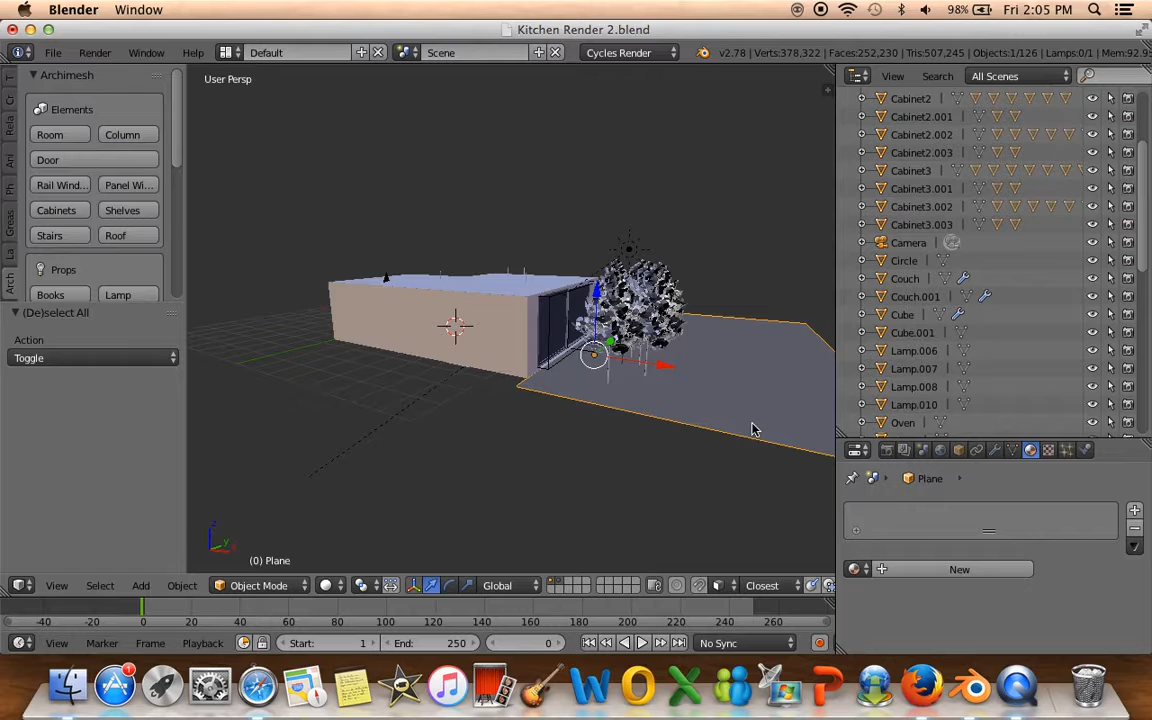 Blender Window 98% Fri 2:05 PM
Kitchen Render 2.blend
File Render Window Help Default Scene Cycles Render v2.78 | Verts:378,322 | Faces:252,230 | Tris:507,245 | Objects:1/126 | Lamps:0/1 | Mem:92.9
Archimesh
Elements
Room Column
Door
Rail Wind... Panel Wi...
Cabinets Shelves
Stairs Roof
Props
Books Lamp
(De)select All
Action
Toggle
Cr
Rela
Ani
Ph
Greas
La
Arch
User Persp
(0) Plane
View Search All Scenes
Cabinet2
Cabinet2.001
Cabinet2.002
Cabinet2.003
Cabinet3
Cabinet3.001
Cabinet3.002
Cabinet3.003
Camera
Circle
Couch
Couch.001
Cube
Cube.001
Lamp.006
Lamp.007
Lamp.008
Lamp.010
Oven
Plane
New
View Select Add Object Object Mode Global Closest
-40 -20 0 20 40 60 80 100 120 140 160 180 200 220 240 260
View Marker Frame Playback Start: 1 End: 250 0 No Sync